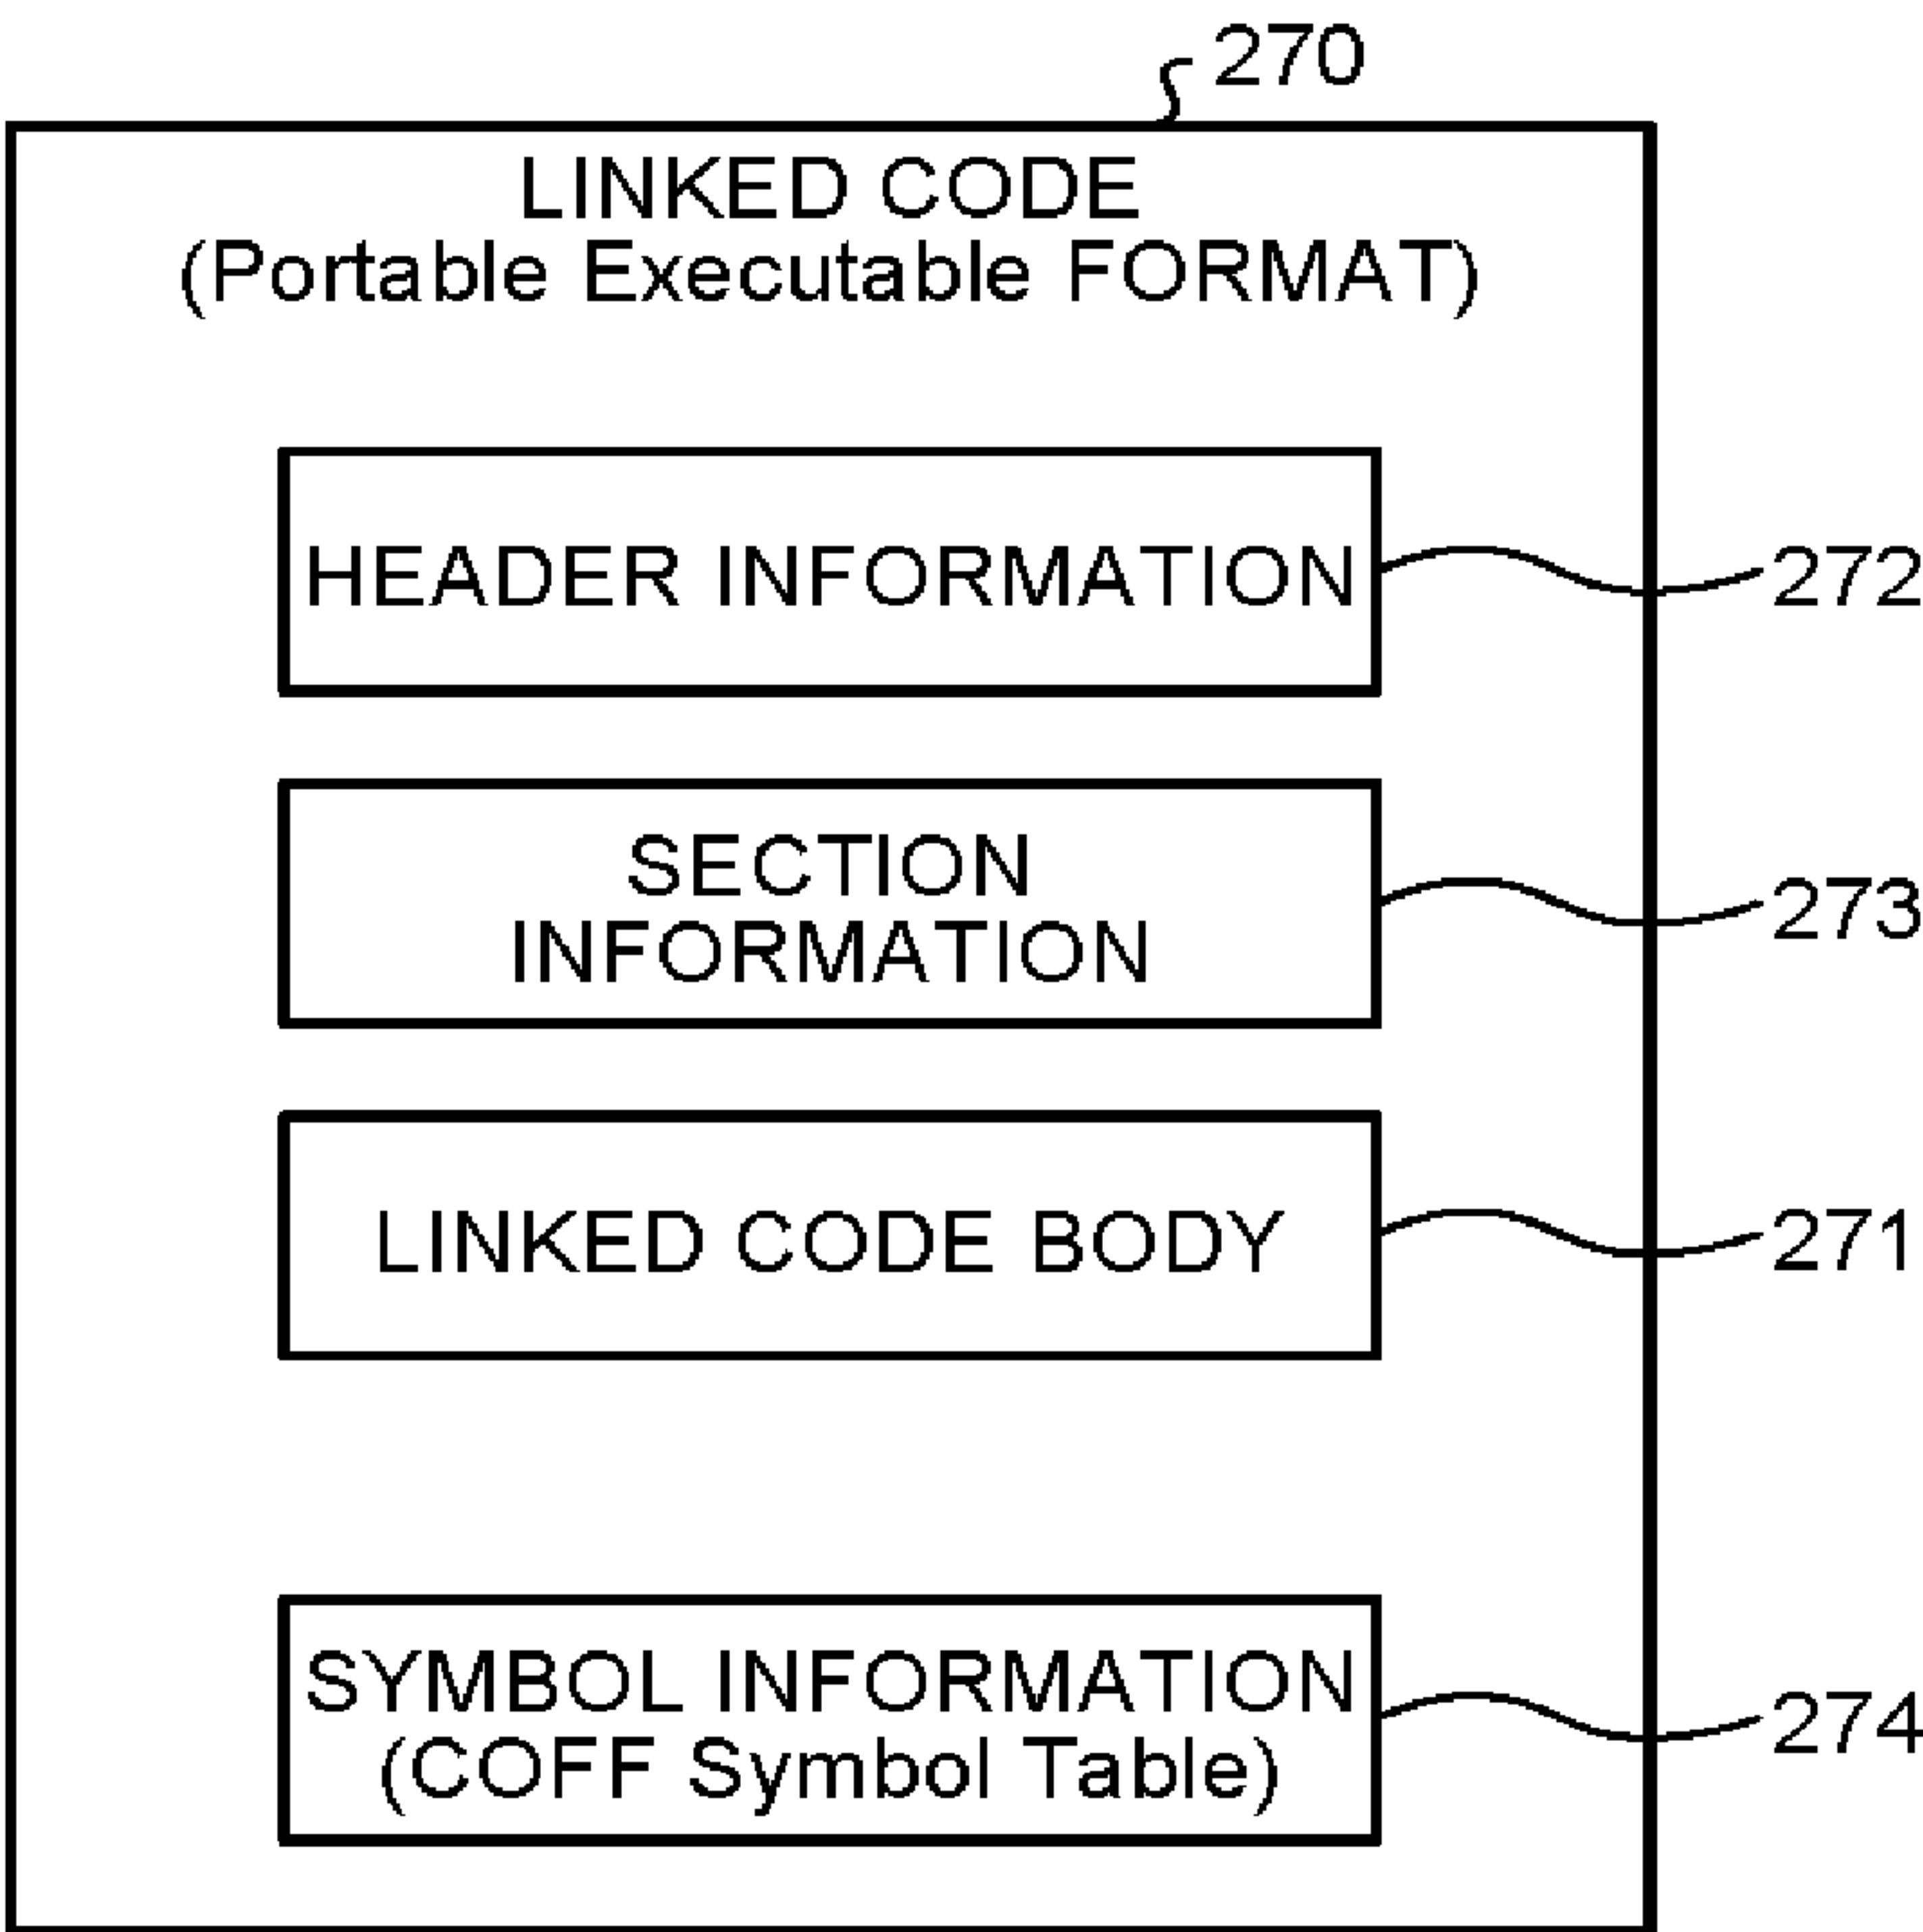 270
LINKED CODE
(Portable Executable FORMAT)
HEADER INFORMATION
272
SECTION
INFORMATION
273
LINKED CODE BODY
271
SYMBOL INFORMATION
(COFF Symbol Table)
274